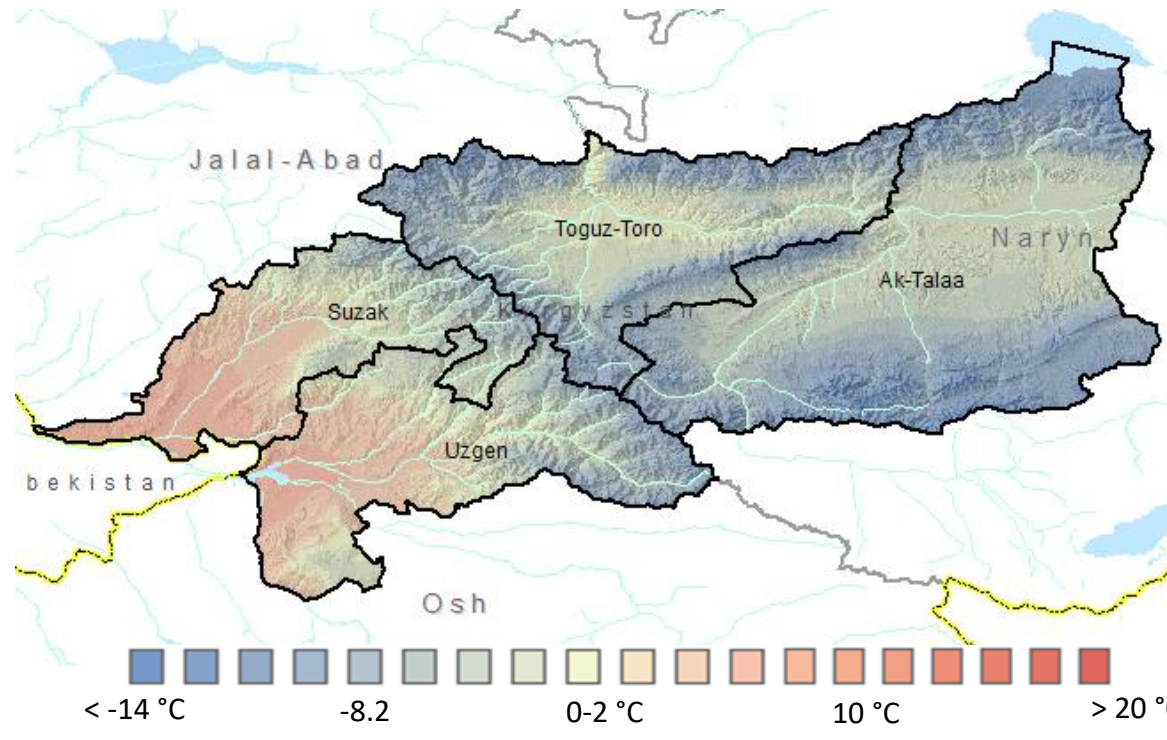 Jalal-Abad
Toguz-Toro
Naryn
Ak-Talaa
Suzak
Kyrgyzstan
Uzgen
bekistan
Osh
< -14 °C
-8.2
0-2 °C
10 °C
> 20 °C